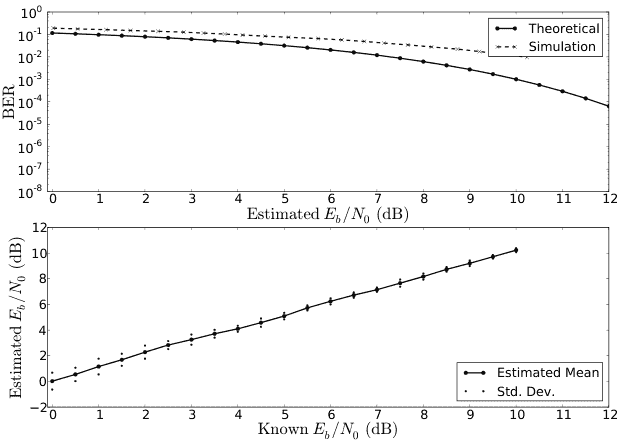 10^0
10^-1
10^-2
10^-3
10^-4
10^-5
10^-6
10^-7
10^-8
BER
Theoretical
Simulation
0 1 2 3 4 5 6 7 8 9 10 11 12
Estimated E_b/N_0 (dB)
12
10
8
6
4
2
0
−2
Estimated E_b/N_0 (dB)
Estimated Mean
Std. Dev.
0 1 2 3 4 5 6 7 8 9 10 11 12
Known E_b/N_0 (dB)